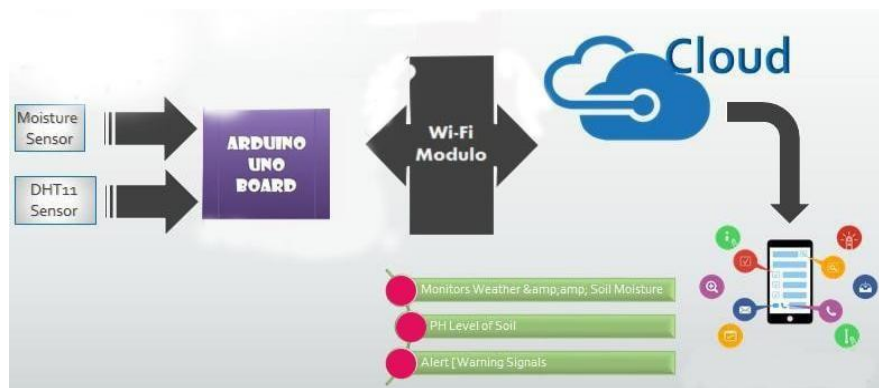 Moisture
Sensor
DHT11
Sensor
ARDUINO
UNO
BOARD
Wi-Fi
Modulo
Cloud
Monitors Weather &amp;amp; Soil Moisture
PH Level of Soil
Alert [Warning Signals